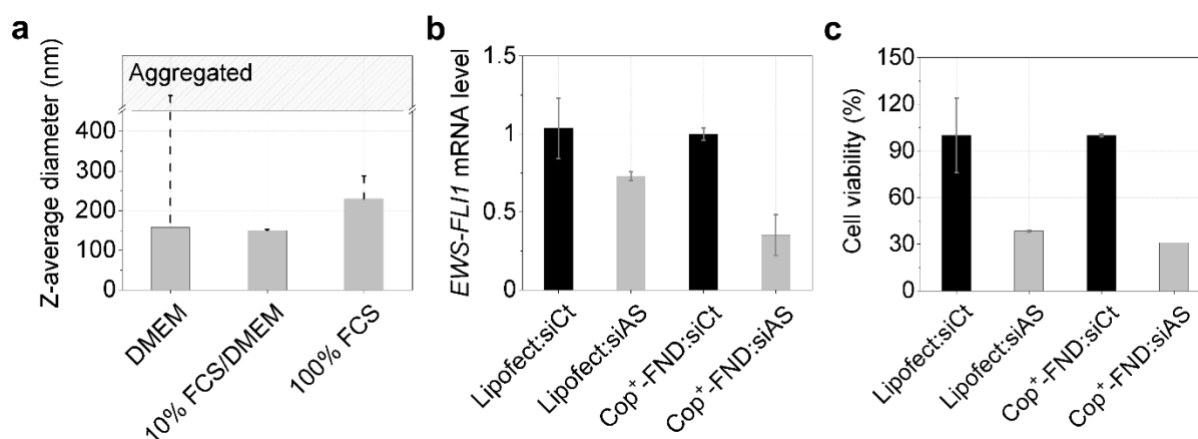 a
Z-average diameter (nm)
Aggregated
400
300
200
100
0
DMEM
10% FCS/DMEM
100% FCS
b
EWS-FLI1 mRNA level
1
0.5
0
Lipofect:siCt
Lipofect:siAS
Cop⁺-FND:siCt
Cop⁺-FND:siAS
c
Cell viability (%)
150
120
90
60
30
0
Lipofect:siCt
Lipofect:siAS
Cop⁺-FND:siCt
Cop⁺-FND:siAS